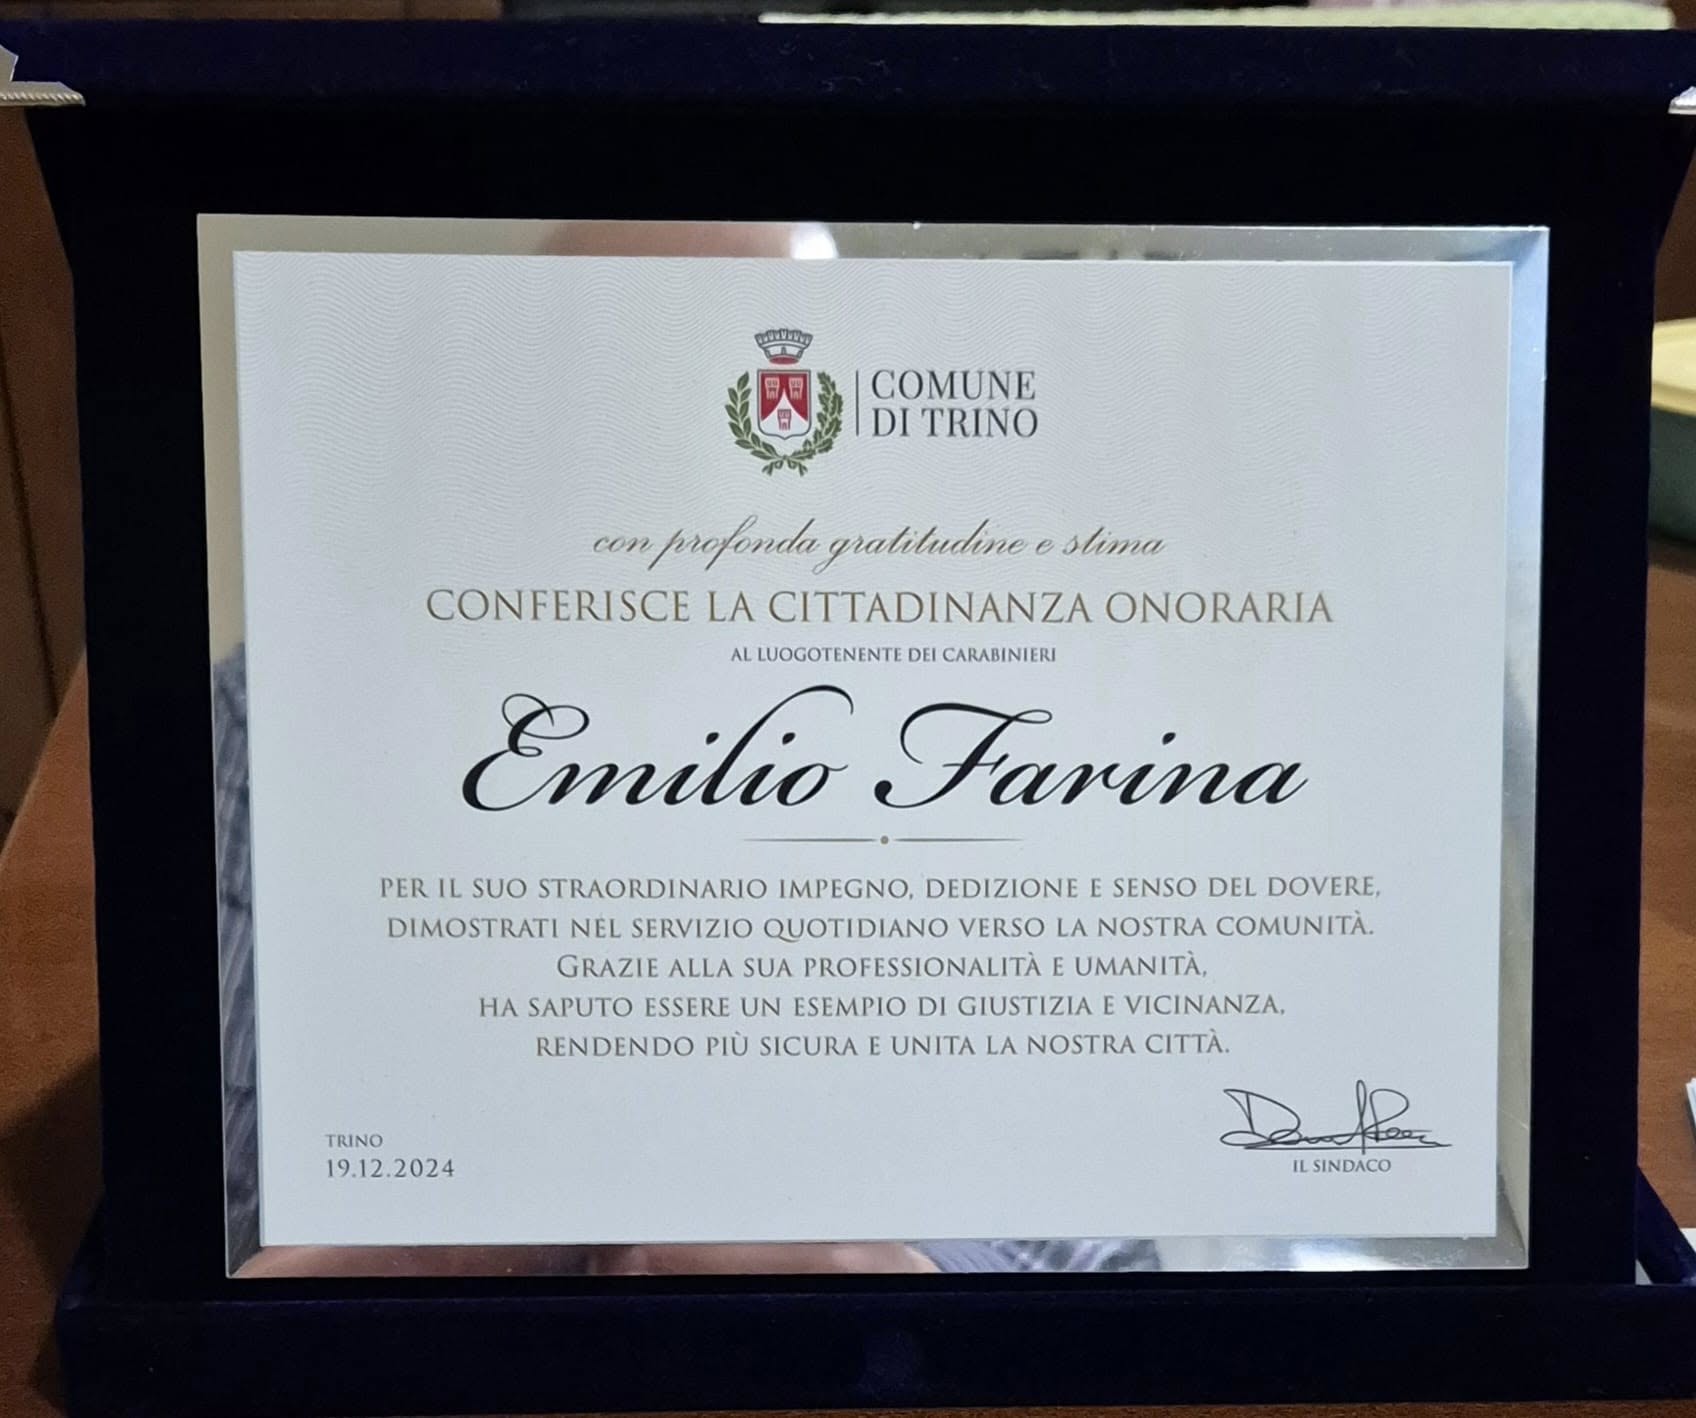 COMUNE
DI TRINO
con profonda gratitudine e stima
CONFERISCE LA CITTADINANZA ONORARIA
AL LUOGOTENENTE DEI CARABINIERI
Emilio Farina
PER IL SUO STRAORDINARIO IMPEGNO, DEDIZIONE E SENSO DEL DOVERE,
DIMOSTRATI NEL SERVIZIO QUOTIDIANO VERSO LA NOSTRA COMUNITÀ.
GRAZIE ALLA SUA PROFESSIONALITÀ E UMANITÀ,
HA SAPUTO ESSERE UN ESEMPIO DI GIUSTIZIA E VICINANZA,
RENDENDO PIÙ SICURA E UNITA LA NOSTRA CITTÀ.
TRINO
19.12.2024
IL SINDACO